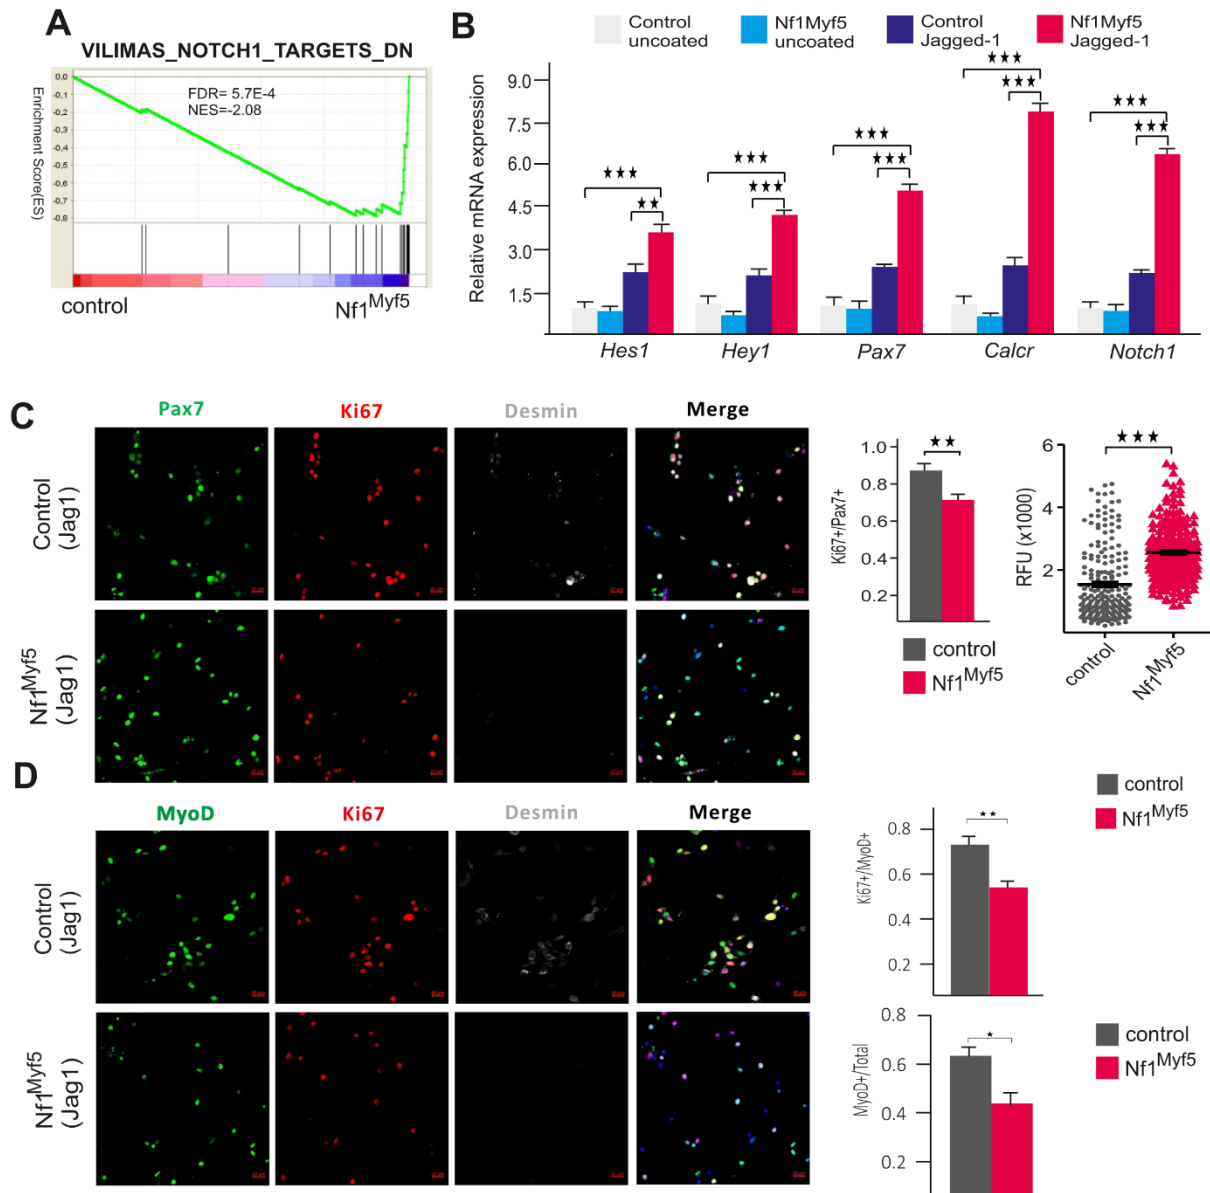 A
VILIMAS_NOTCH1_TARGETS_DN
Enrichment Score(ES)
0,0
-0,1
-0,2
-0,3
-0,4
-0,5
-0,6
-0,7
-0,8
FDR= 5.7E-4
NES=-2.08
control
Nf1Myf5
B
Control
uncoated
Nf1Myf5
uncoated
Control
Jagged-1
Nf1Myf5
Jagged-1
Relative mRNA expression
9.0
7.5
6.0
4.5
3.0
1.5
★★★
★★
★★★
★★★
★★★
★★★
★★★
★★★
★★★
★★★
Hes1
Hey1
Pax7
Calcr
Notch1
C
Pax7
Ki67
Desmin
Merge
Control
(Jag1)
Nf1Myf5
(Jag1)
Ki67+/Pax7+
1.0
0.8
0.6
0.4
0.2
★★
control
Nf1Myf5
RFU (x1000)
6
4
2
★★★
control
Nf1Myf5
D
MyoD
Ki67
Desmin
Merge
Control
(Jag1)
Nf1Myf5
(Jag1)
Ki67+/MyoD+
0.8
0.6
0.4
0.2
★★
control
Nf1Myf5
MyoD+/Total
0.6
0.4
0.2
★
control
Nf1Myf5